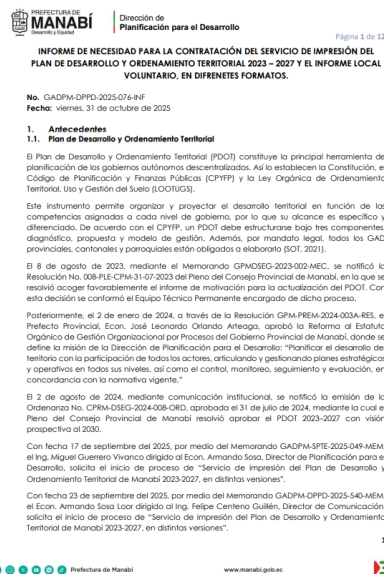 PREFECTURA DE
MANABÍ
Desarrollo y Equidad
Dirección de
Planificación para el Desarrollo
Página 1 de 12
INFORME DE NECESIDAD PARA LA CONTRATACIÓN DEL SERVICIO DE IMPRESIÓN DEL
PLAN DE DESARROLLO Y ORDENAMIENTO TERRITORIAL 2023 – 2027 Y EL INFORME LOCAL
VOLUNTARIO, EN DIFRENETES FORMATOS.
No. GADPM-DPPD-2025-076-INF
Fecha: viernes, 31 de octubre de 2025
1. Antecedentes
1.1. Plan de Desarrollo y Ordenamiento Territorial
El Plan de Desarrollo y Ordenamiento Territorial (PDOT) constituye la principal herramienta de
planificación de los gobiernos autónomos descentralizados. Así lo establecen la Constitución, el
Código de Planificación y Finanzas Públicas (CPYFP) y la Ley Orgánica de Ordenamiento
Territorial, Uso y Gestión del Suelo (LOOTUGS).
Este instrumento permite organizar y proyectar el desarrollo territorial en función de las
competencias asignadas a cada nivel de gobierno, por lo que su alcance es específico y
diferenciado. De acuerdo con el CPYFP, un PDOT debe estructurarse bajo tres componentes:
diagnóstico, propuesta y modelo de gestión. Además, por mandato legal, todos los GAD
provinciales, cantonales y parroquiales están obligados a elaborarlo (SOT, 2021).
El 8 de agosto de 2023, mediante el Memorando GPMDSEG-2023-002-MEC, se notificó la
Resolución No. 008-PLE-CPM-31-07-2023 del Pleno del Consejo Provincial de Manabí, en la que se
resolvió acoger favorablemente el informe de motivación para la actualización del PDOT. Con
esta decisión se conformó el Equipo Técnico Permanente encargado de dicho proceso.
Posteriormente, el 2 de enero de 2024, a través de la Resolución GPM-PREM-2024-003A-RES, el
Prefecto Provincial, Econ. José Leonardo Orlando Arteaga, aprobó la Reforma al Estatuto
Orgánico de Gestión Organizacional por Procesos del Gobierno Provincial de Manabí, donde se
define la misión de la Dirección de Planificación para el Desarrollo: "Planificar el desarrollo del
territorio con la participación de todos los actores, articulando y gestionando planes estratégicos
y operativos en todos sus niveles, así como el control, monitoreo, seguimiento y evaluación, en
concordancia con la normativa vigente."
El 2 de agosto de 2024, mediante comunicación institucional, se notificó la emisión de la
Ordenanza No. CPRM-DSEG-2024-008-ORD, aprobada el 31 de julio de 2024, mediante la cual el
Pleno del Consejo Provincial de Manabí resolvió aprobar el PDOT 2023–2027 con visión
prospectiva al 2030.
Con fecha 17 de septiembre del 2025, por medio del Memorando GADPM-SPTE-2025-049-MEM,
el Ing. Miguel Guerrero Vivanco dirigido al Econ. Armando Sosa, Director de Planificación para el
Desarrollo, solicita el inicio de proceso de "Servicio de impresión del Plan de Desarrollo y
Ordenamiento Territorial de Manabí 2023-2027, en distintas versiones".
Con fecha 23 de septiembre del 2025, por medio del Memorando GADPM-DPPD-2025-540-MEM,
el Econ. Armando Sosa Loor dirigido al Ing. Felipe Centeno Guillén, Director de Comunicación,
solicita el inicio de proceso de "Servicio de impresión del Plan de Desarrollo y Ordenamiento
Territorial de Manabí 2023-2027, en distintas versiones".
1
Prefectura de Manabí
www.manabi.gob.ec